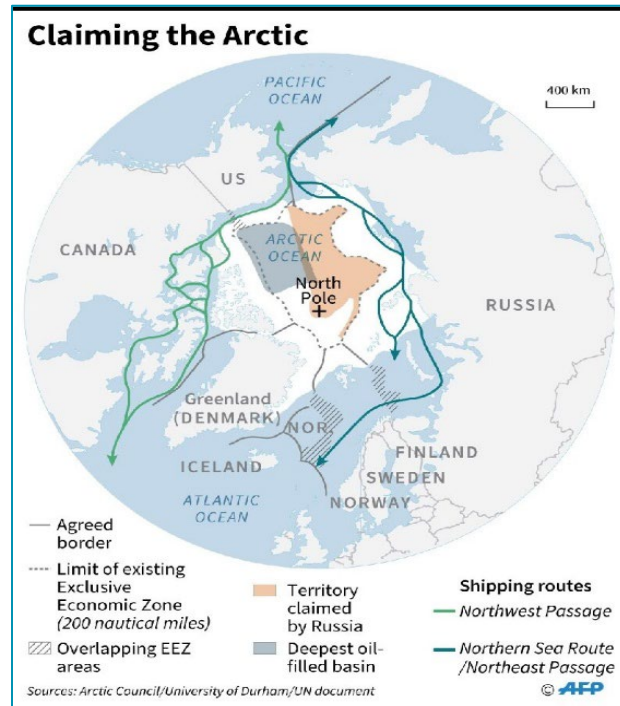 Claiming the Arctic
PACIFIC
OCEAN
400 km
US
CANADA
ARCTIC
OCEAN
North
Pole
RUSSIA
Greenland
(DENMARK)
NOR.
ICELAND
FINLAND
SWEDEN
NORWAY
ATLANTIC
OCEAN
Agreed
border
Limit of existing
Exclusive
Economic Zone
(200 nautical miles)
Overlapping EEZ
areas
Territory
claimed
by Russia
Deepest oil-
filled basin
Shipping routes
Northwest Passage
Northern Sea Route
/Northeast Passage
Sources: Arctic Council/University of Durham/UN document
© AFP